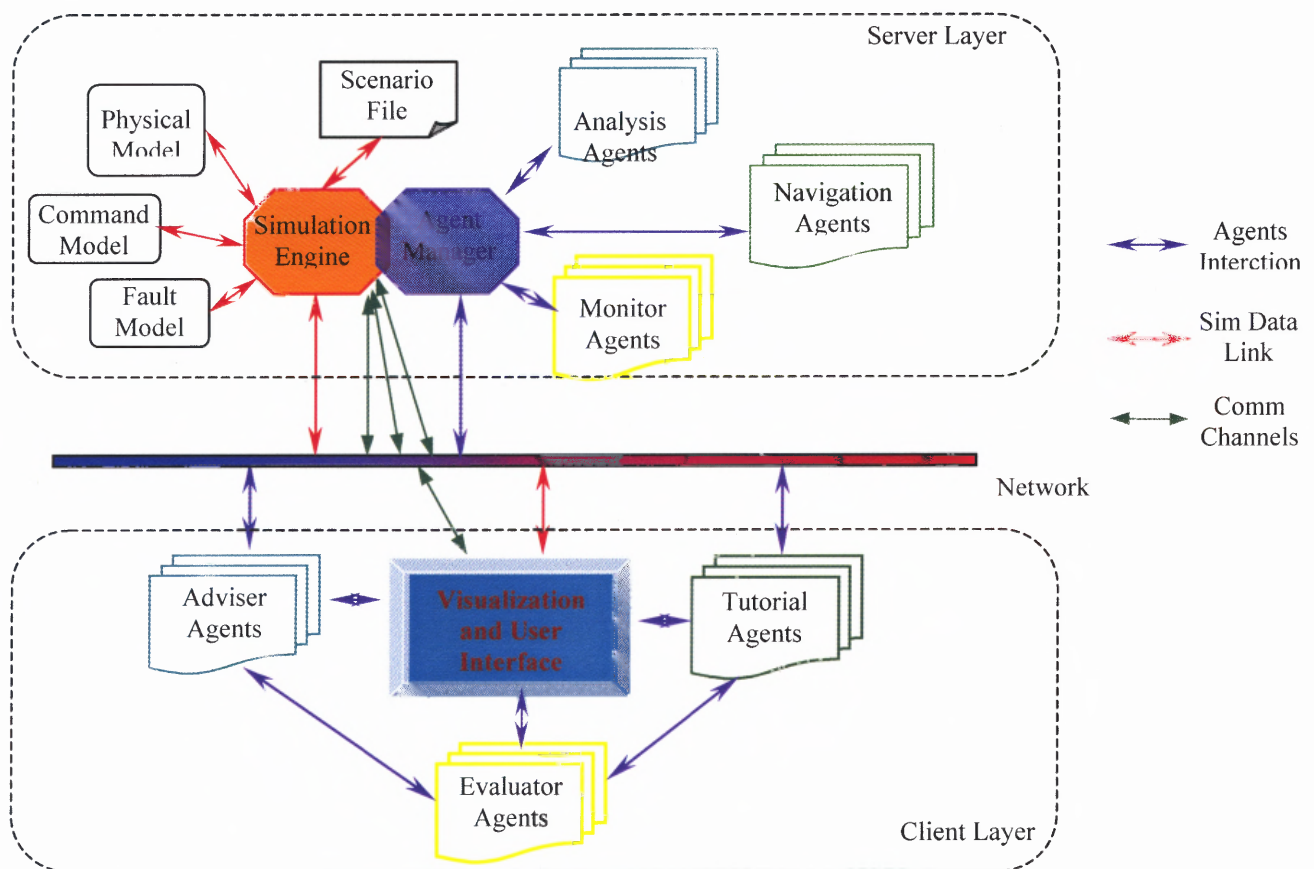 Server Layer
Scenario
File
Physical
Model
Analysis
Agents
Navigation
Agents
Command
Model
Simulation
Engine
Agent
Manager
Fault
Model
Monitor
Agents
Agents
Interction
Sim Data
Link
Comm
Channels
Network
Adviser
Agents
Visualization
and User
Interface
Tutorial
Agents
Evaluator
Agents
Client Layer